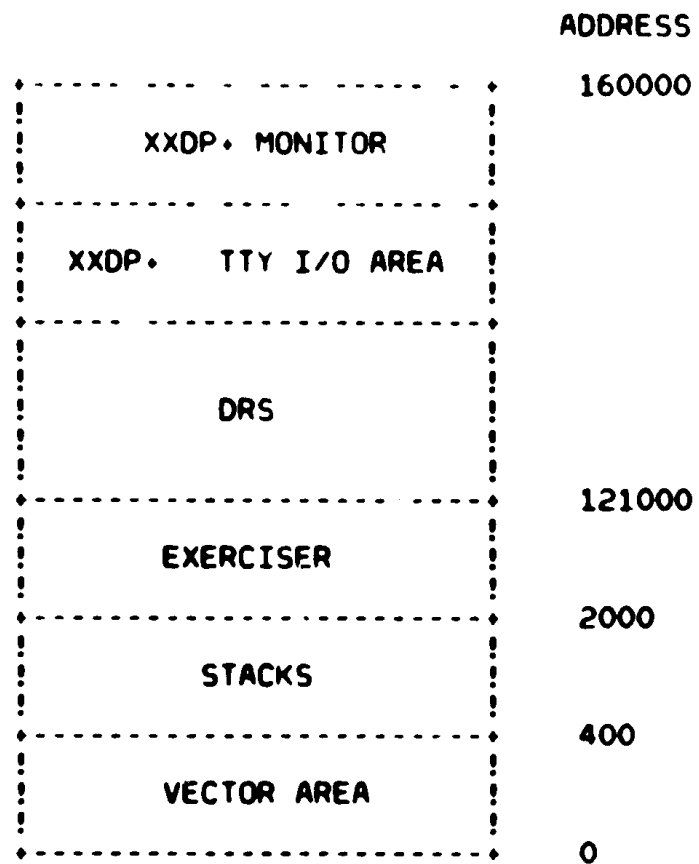 ADDRESS
160000
XXDP+ MONITOR
XXDP+ TTY I/O AREA
DRS
121000
EXERCISER
2000
STACKS
400
VECTOR AREA
0